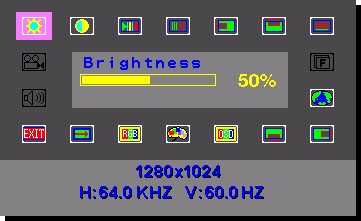 Brightness
F
50%
EXIT
RGB
OSD
1280x1024
H:64.0 KHZ V:60.0 HZ